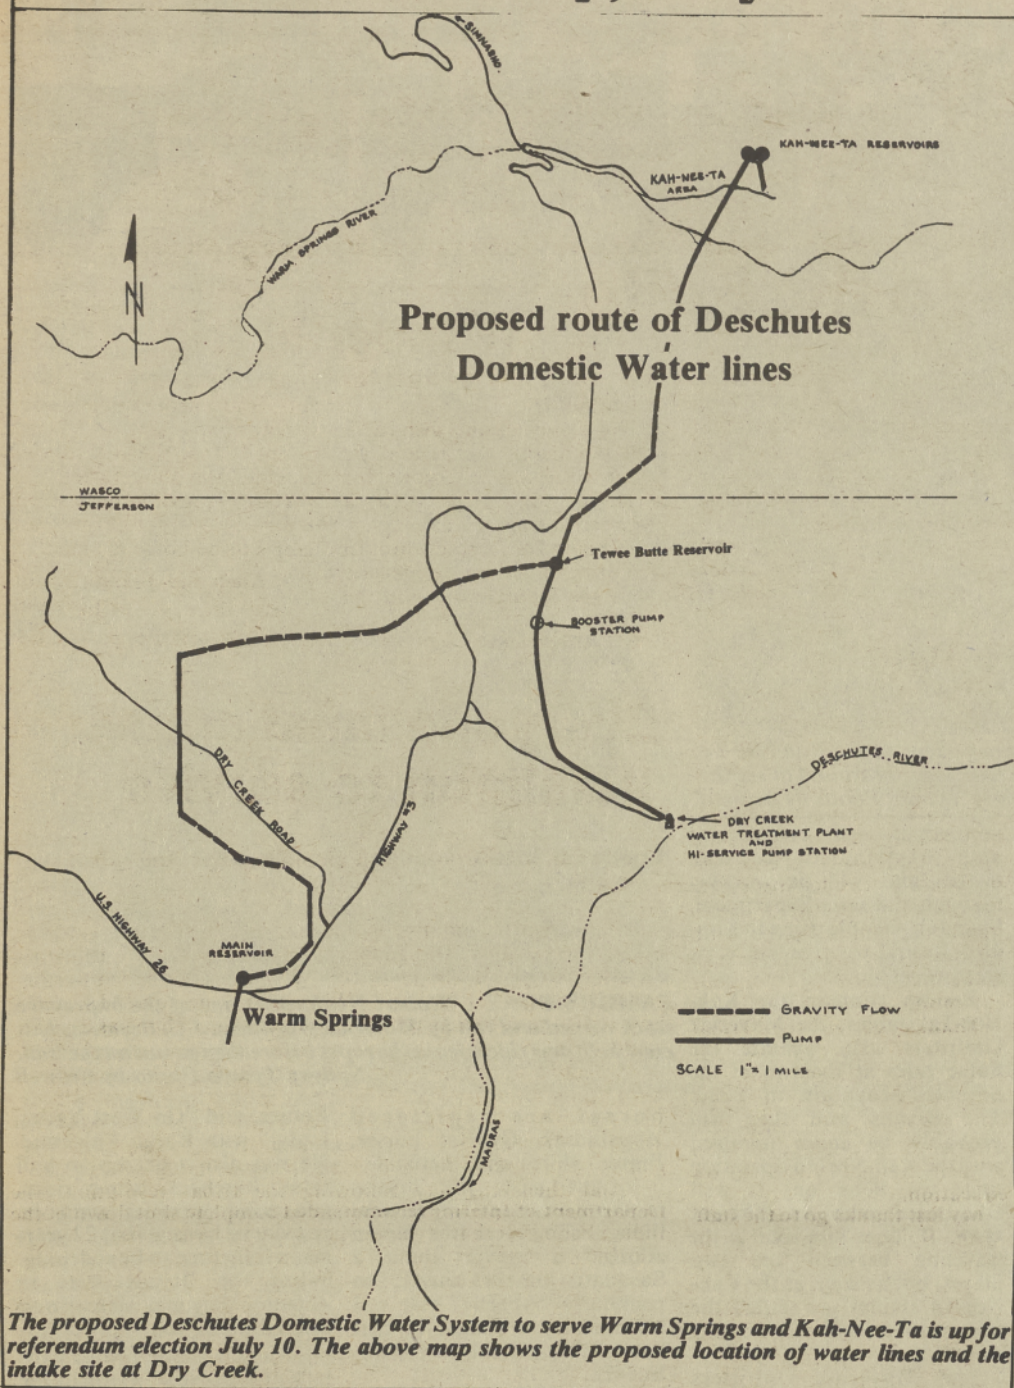 SIMNASHO.
KAH-NEE-TA RESERVOIRS
KAH-NEE-TA
AREA
WARM SPRINGS RIVER
N
Proposed route of Deschutes
Domestic Water lines
WASCO
JEFFERSON
Tewee Butte Reservoir
BOOSTER PUMP
STATION
DRY CREEK ROAD
DESCHUTES RIVER
HIGHWAY #3
DRY CREEK
WATER TREATMENT PLANT
AND
HI-SERVICE PUMP STATION
U.S. HIGHWAY 26
MAIN
RESERVOIR
Warm Springs
GRAVITY FLOW
PUMP
SCALE 1"= 1 MILE
MADRAS
The proposed Deschutes Domestic Water System to serve Warm Springs and Kah-Nee-Ta is up for
referendum election July 10. The above map shows the proposed location of water lines and the
intake site at Dry Creek.